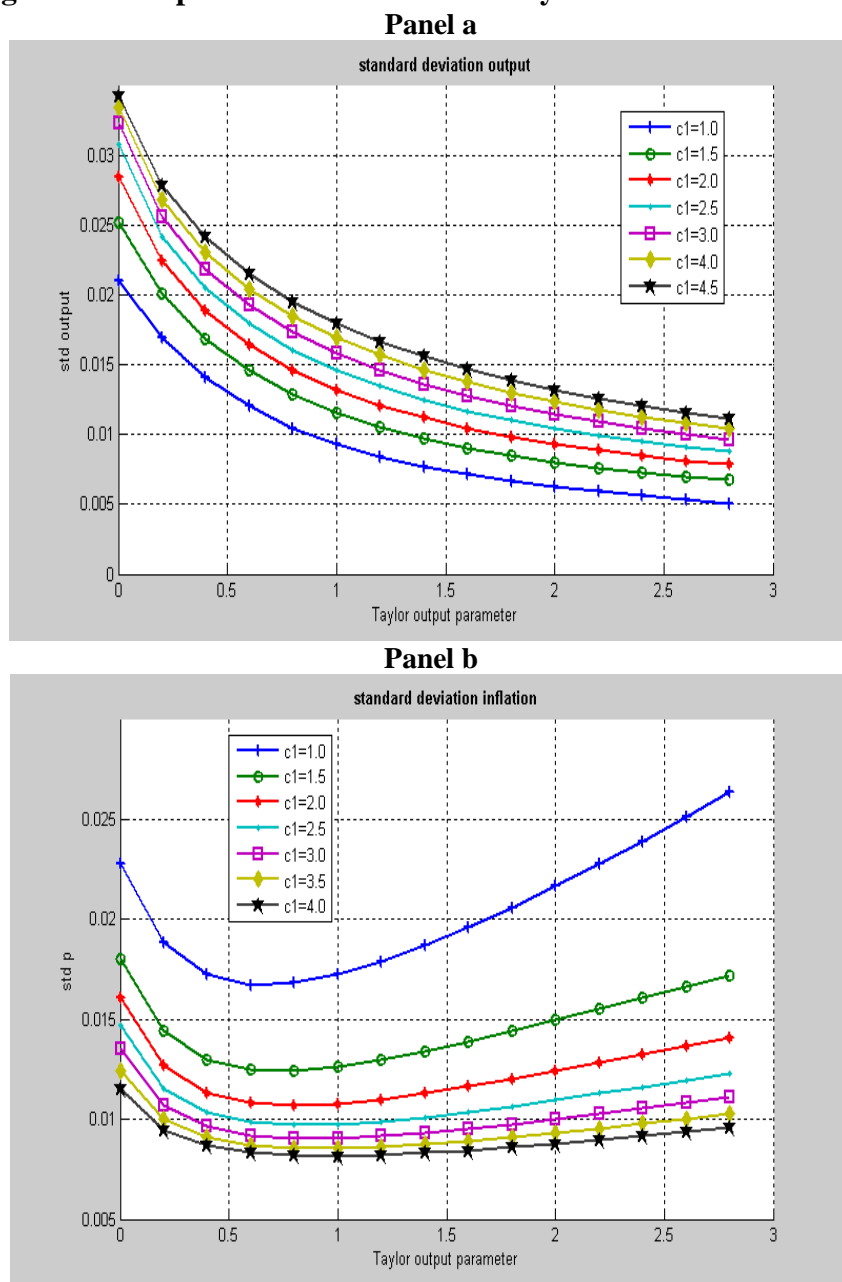 Panel a
standard deviation output
0.03
0.025
0.02
0.015
0.01
0.005
0
std output
c1=1.0
c1=1.5
c1=2.0
c1=2.5
c1=3.0
c1=4.0
c1=4.5
0 0.5 1 1.5 2 2.5 3
Taylor output parameter
Panel b
standard deviation inflation
0.025
0.02
0.015
0.01
0.005
std p
c1=1.0
c1=1.5
c1=2.0
c1=2.5
c1=3.0
c1=3.5
c1=4.0
0 0.5 1 1.5 2 2.5 3
Taylor output parameter